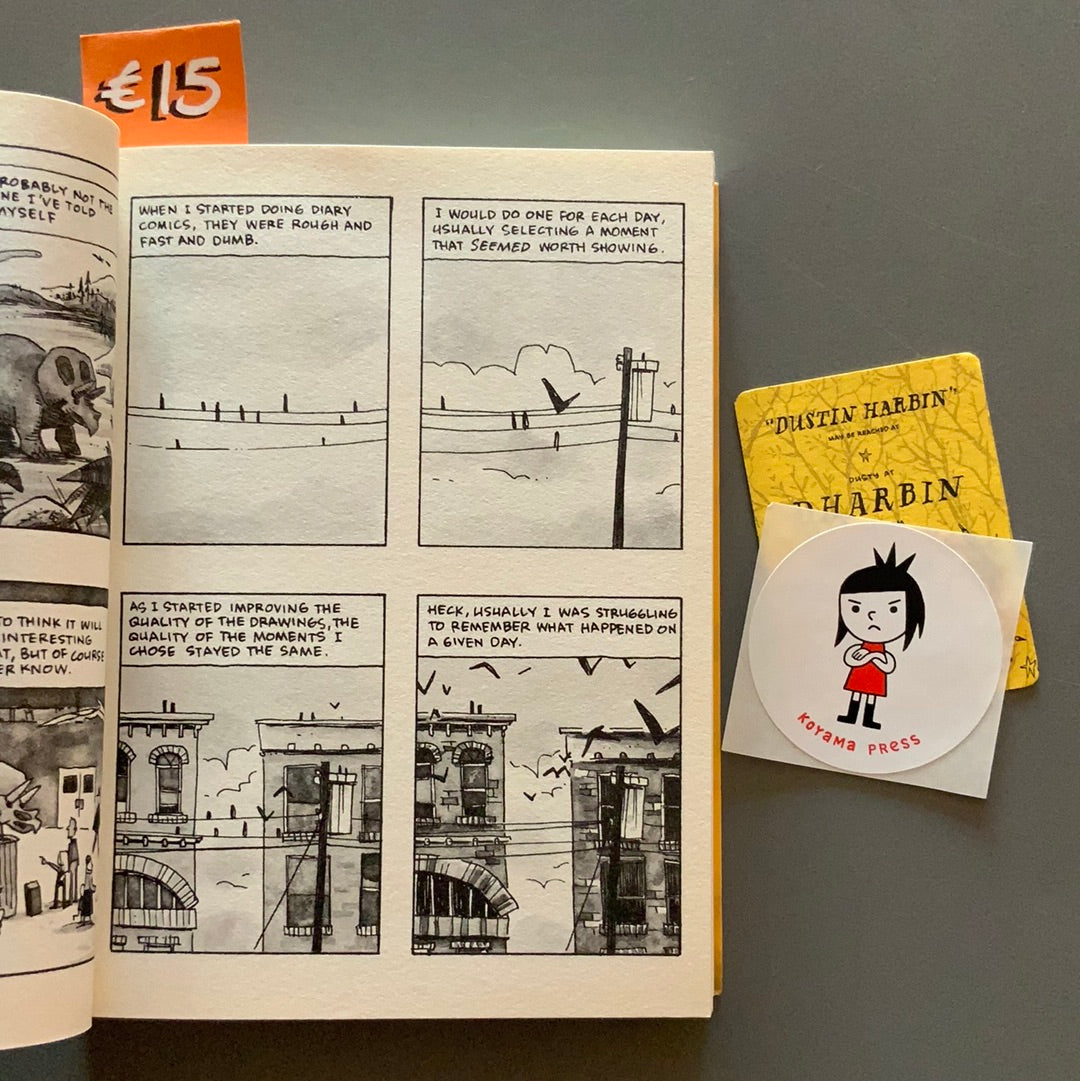 €15
ROBABLY NOT THE
NE I'VE TOLD
MYSELF
WHEN I STARTED DOING DIARY
COMICS, THEY WERE ROUGH AND
FAST AND DUMB.
I WOULD DO ONE FOR EACH DAY,
USUALLY SELECTING A MOMENT
THAT SEEMED WORTH SHOWING.
TO THINK IT WILL
INTERESTING
AT, BUT OF COURSE
ER KNOW.
AS I STARTED IMPROVING THE
QUALITY OF THE DRAWINGS, THE
QUALITY OF THE MOMENTS I
CHOSE STAYED THE SAME.
HECK, USUALLY I WAS STRUGGLING
TO REMEMBER WHAT HAPPENED ON
A GIVEN DAY.
"DUSTIN HARBIN"
MAY BE REACHED AT
DUSTY AT
DHARBIN
KOYAMA PRESS